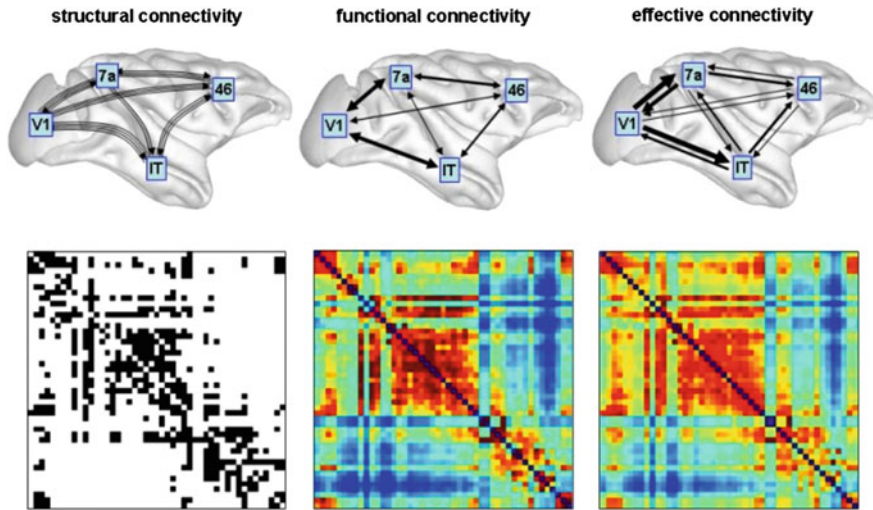 structural connectivity
functional connectivity
effective connectivity
7a
46
V1
IT
7a
46
V1
IT
7a
46
V1
IT